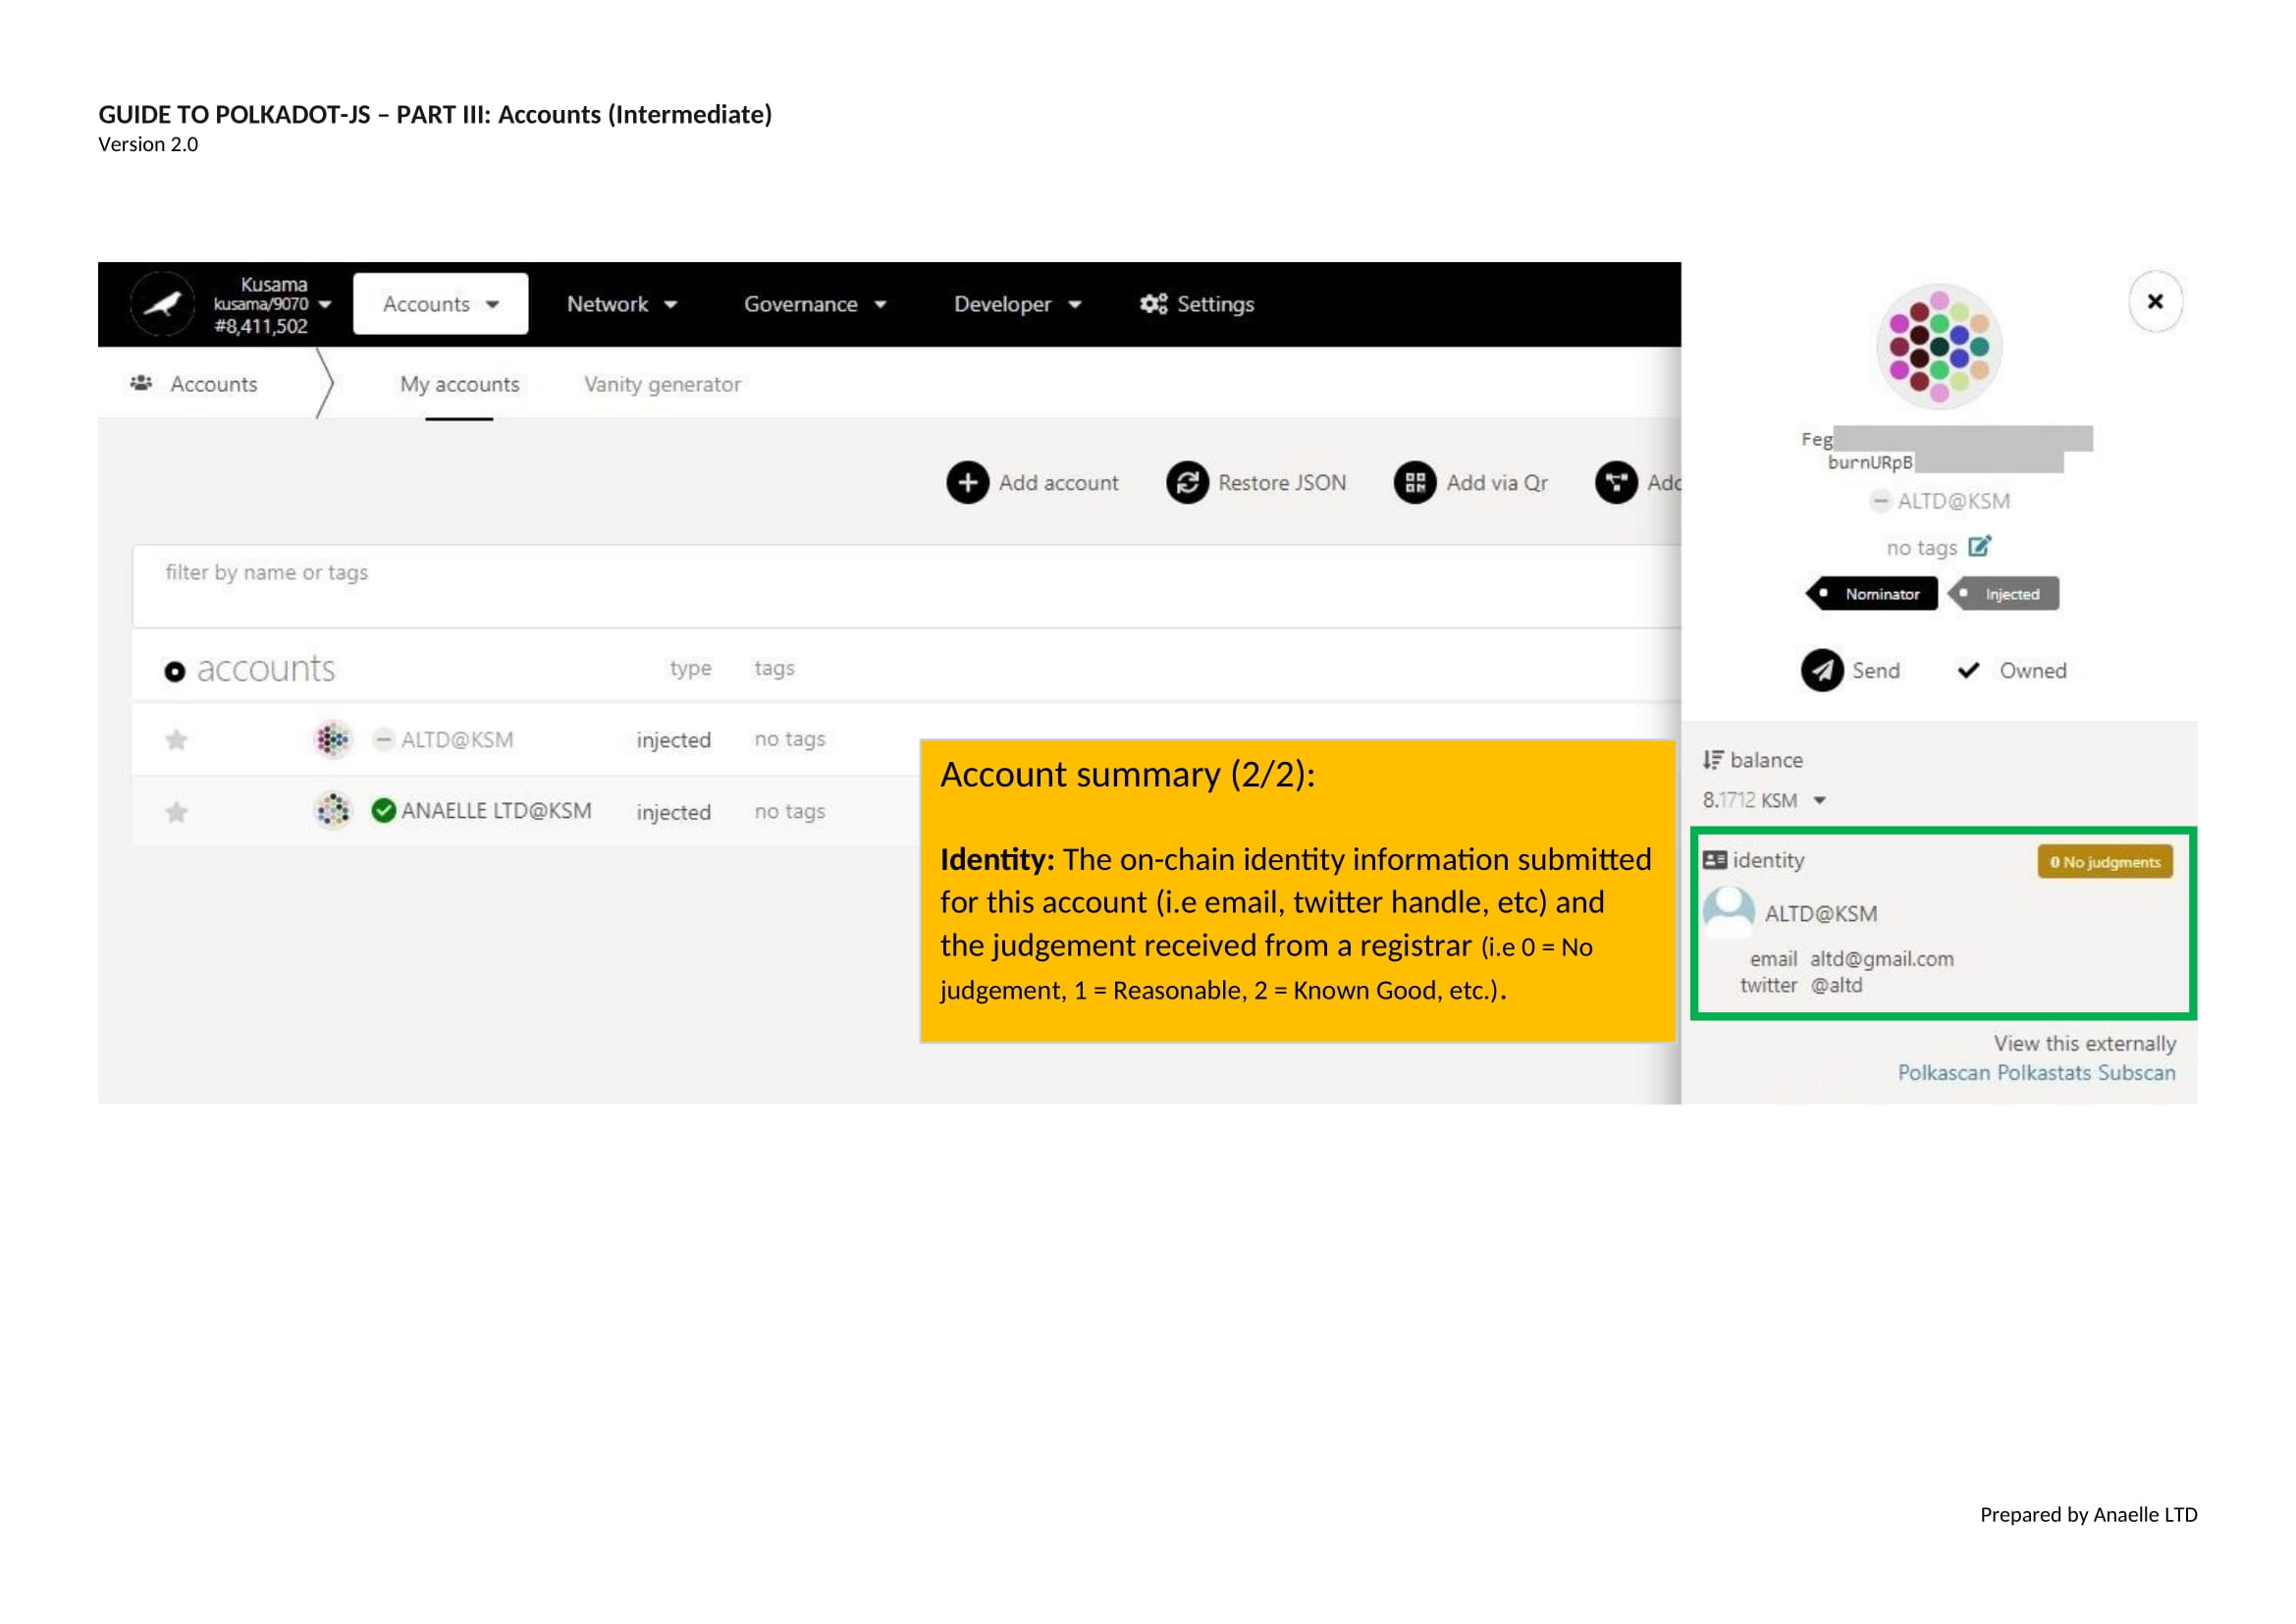 GUIDE TO POLKADOT-JS – PART III: Accounts (Intermediate)
Version 2.0
Kusama
kusama/9070
#8,411,502
Accounts
Network
Governance
Developer
Settings
Accounts
My accounts
Vanity generator
Add account
Restore JSON
Add via Qr
Add
filter by name or tags
accounts type tags
ALTD@KSM injected no tags
ANAELLE LTD@KSM injected no tags
Account summary (2/2):
Identity: The on-chain identity information submitted
for this account (i.e email, twitter handle, etc) and
the judgement received from a registrar (i.e 0 = No
judgement, 1 = Reasonable, 2 = Known Good, etc.).
Feg
burnURpB
ALTD@KSM
no tags
Nominator
Injected
Send
Owned
balance
8.1712 KSM
identity
0 No judgments
ALTD@KSM
email altd@gmail.com
twitter @altd
View this externally
Polkascan Polkastats Subscan
Prepared by Anaelle LTD